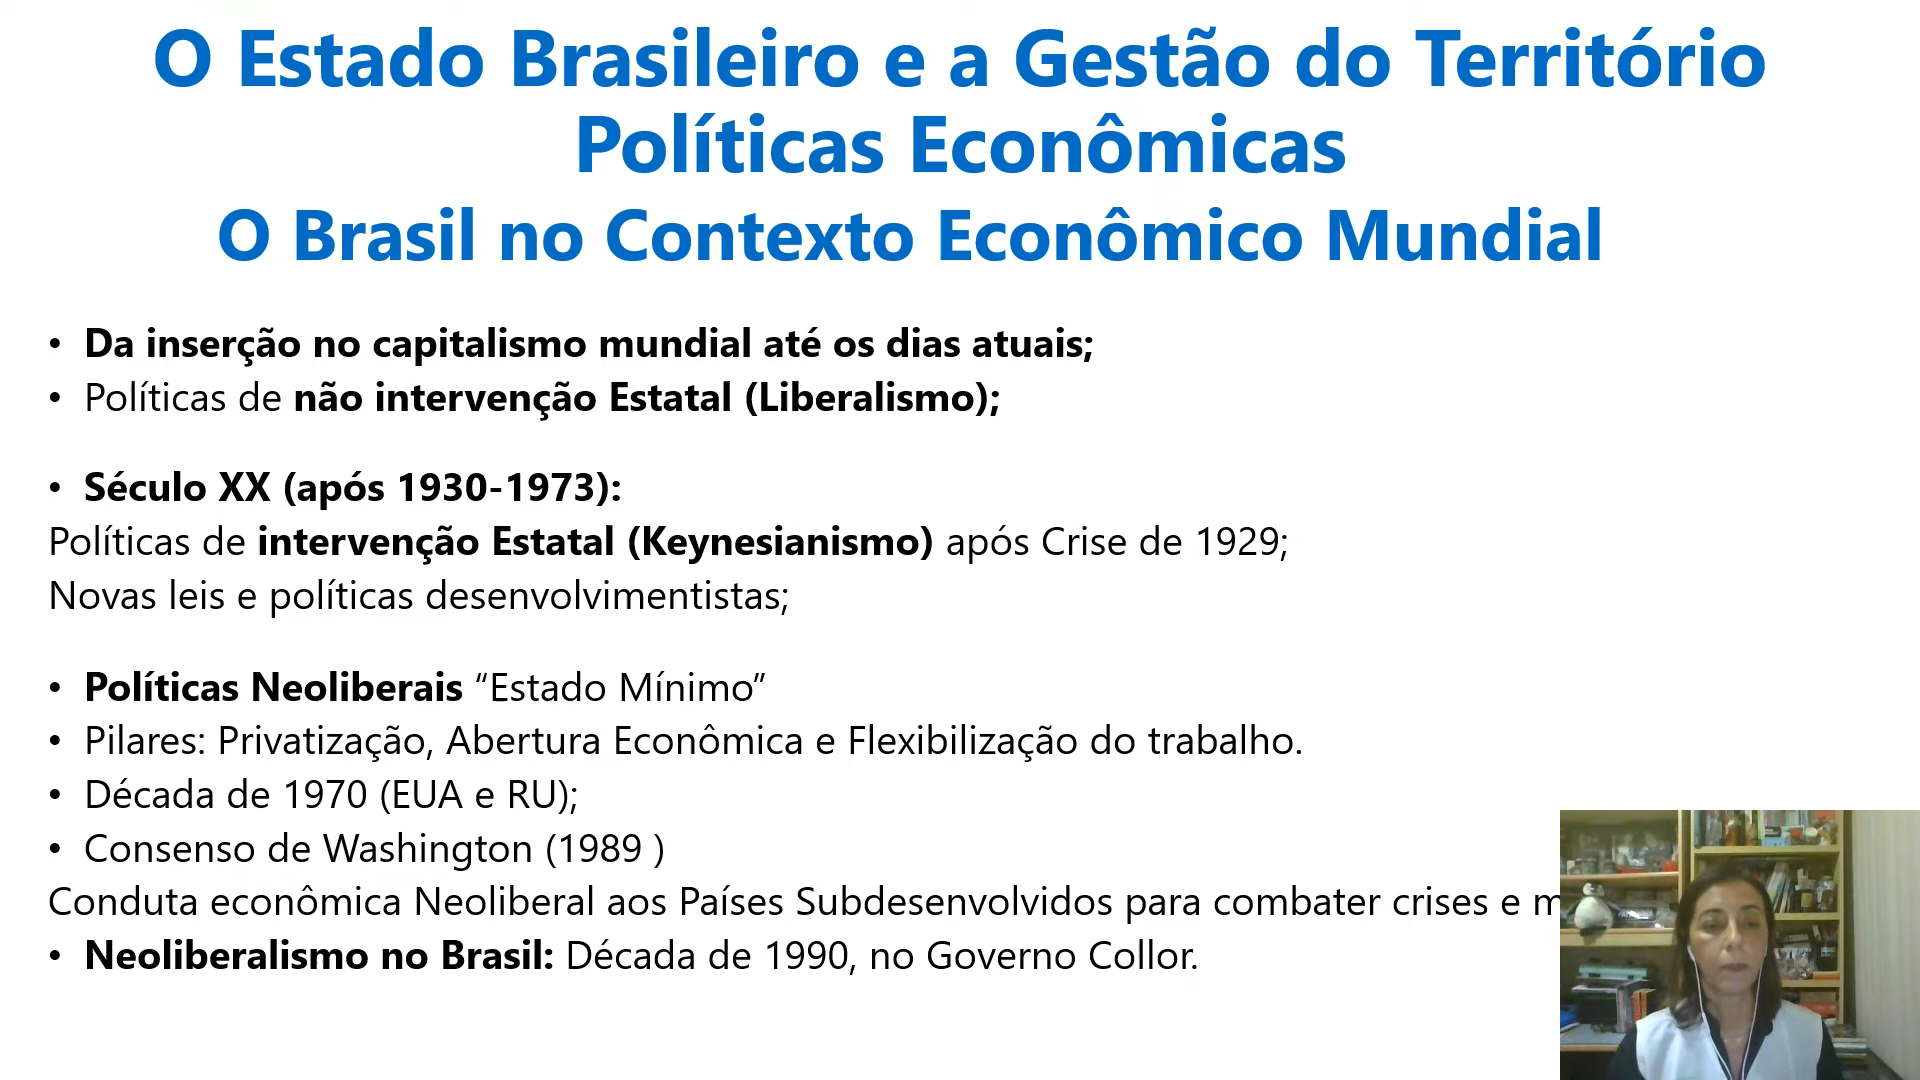 O Estado Brasileiro e a Gestão do Território
Políticas Econômicas
O Brasil no Contexto Econômico Mundial
• Da inserção no capitalismo mundial até os dias atuais;
• Políticas de não intervenção Estatal (Liberalismo);
• Século XX (após 1930-1973):
Políticas de intervenção Estatal (Keynesianismo) após Crise de 1929;
Novas leis e políticas desenvolvimentistas;
• Políticas Neoliberais “Estado Mínimo”
• Pilares: Privatização, Abertura Econômica e Flexibilização do trabalho.
• Década de 1970 (EUA e RU);
• Consenso de Washington (1989 )
Conduta econômica Neoliberal aos Países Subdesenvolvidos para combater crises e
• Neoliberalismo no Brasil: Década de 1990, no Governo Collor.